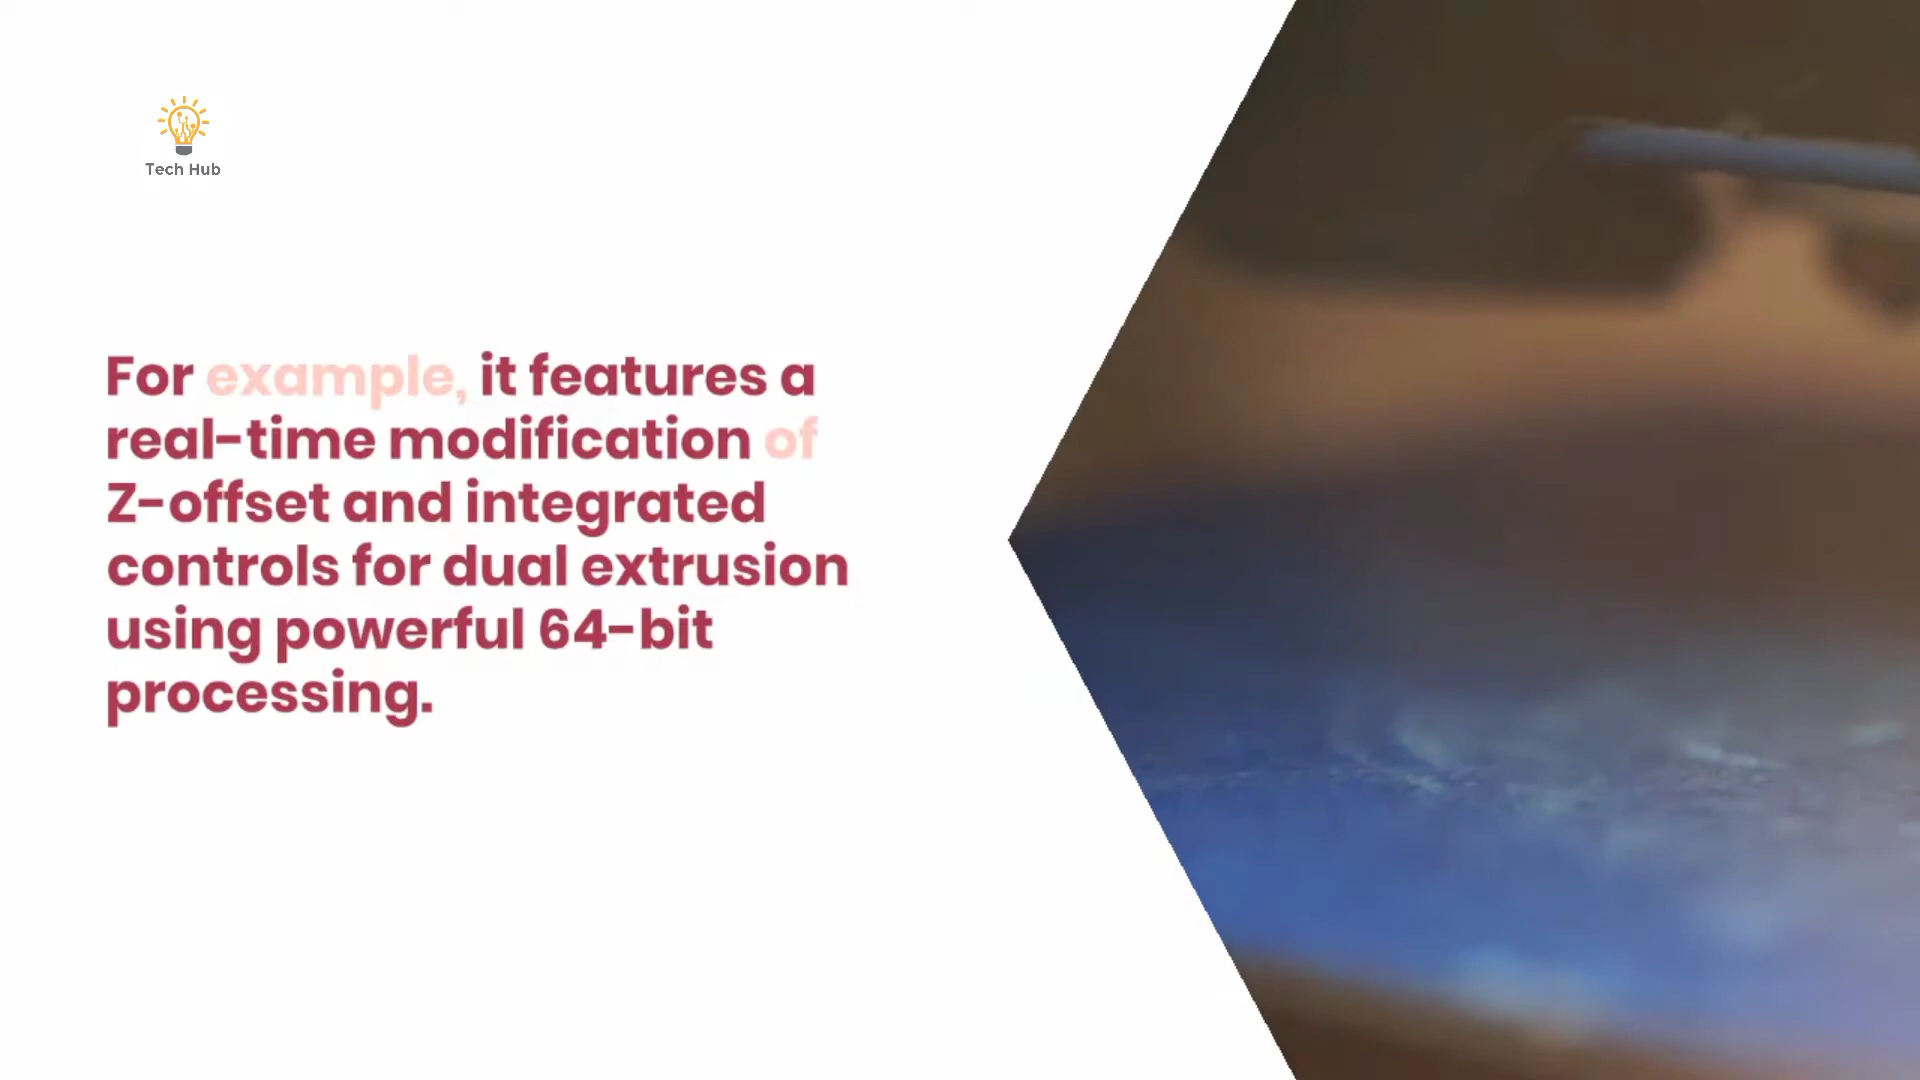 Tech Hub
For example, it features a
real-time modification of
Z-offset and integrated
controls for dual extrusion
using powerful 64-bit
processing.